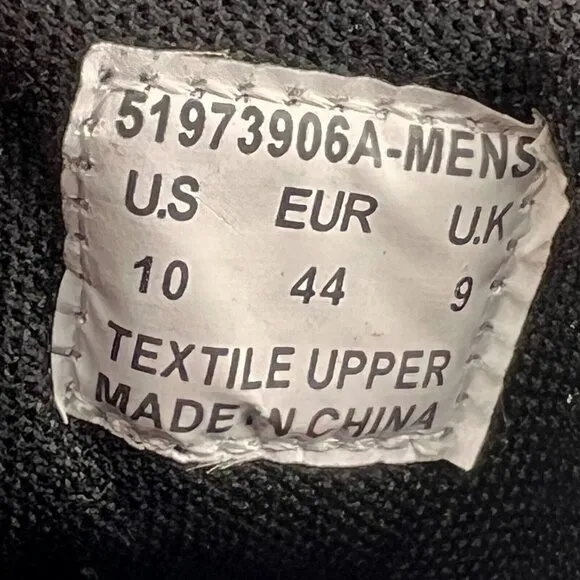 51973906A-MENS
U.S EUR U.K
10 44 9
TEXTILE UPPER
MADE IN CHINA